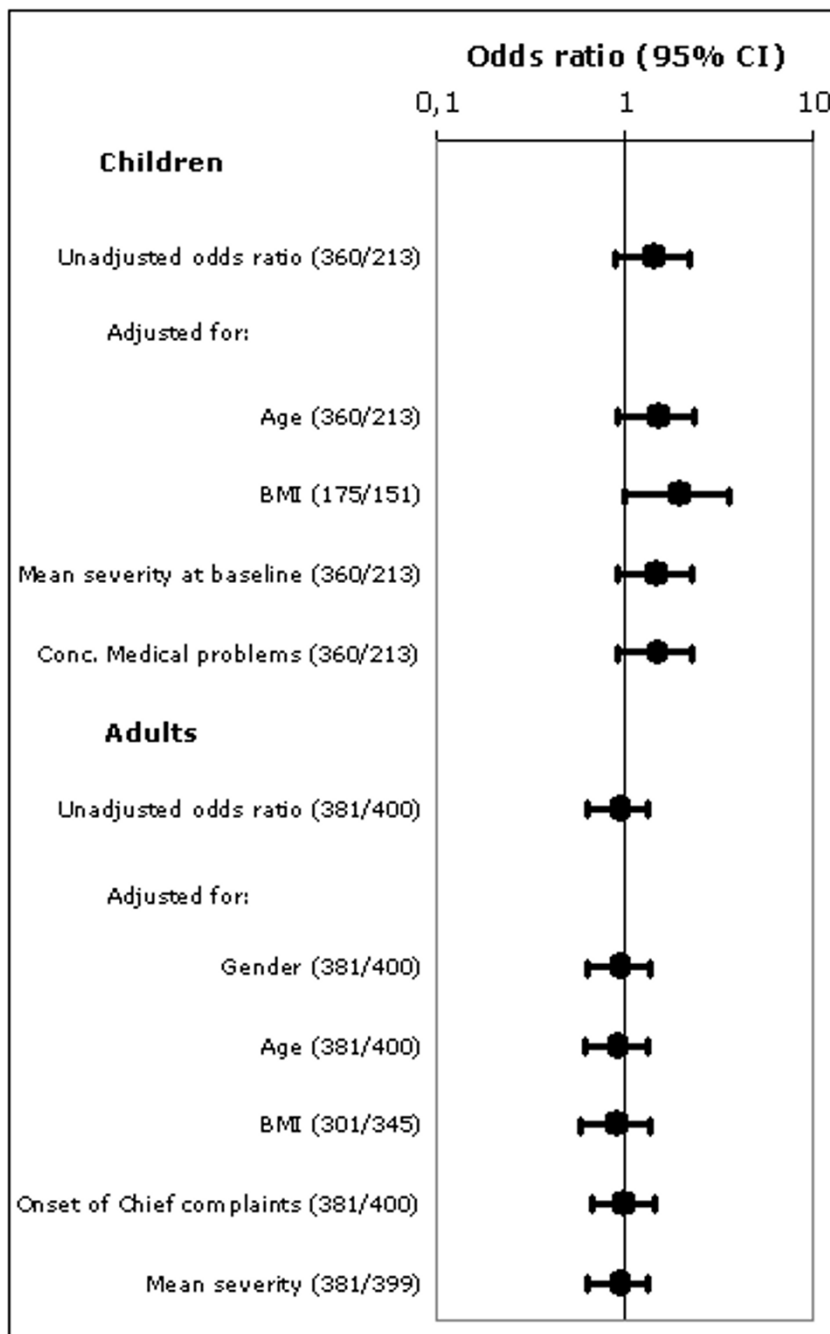 Odds ratio (95% CI)
0,1 1 10
Children
Unadjusted odds ratio (360/213)
Adjusted for:
Age (360/213)
BMI (175/151)
Mean severity at baseline (360/213)
Conc. Medical problems (360/213)
Adults
Unadjusted odds ratio (381/400)
Adjusted for:
Gender (381/400)
Age (381/400)
BMI (301/345)
Onset of Chief complaints (381/400)
Mean severity (381/399)